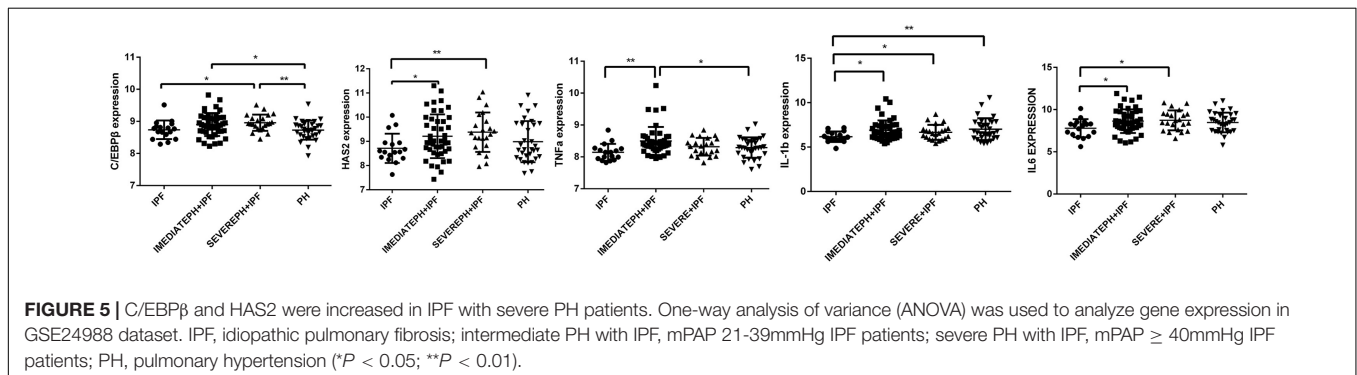 C/EBPβ expression
11
10
9
8
7
*
*
**
IPF
IMEDIATEPH+IPF
SEVEREPH+IPF
PH
HAS2 expression
12
11
10
9
8
7
**
*
IPF
IMEDIATEPH+IPF
SEVEREPH+IPF
PH
TNFa expression
12
11
10
9
8
7
**
*
IPF
IMEDIATEPH+IPF
SEVERE+IPF
PH
IL-1b expression
15
10
5
0
**
*
*
IPF
IMEDIATEPH+IPF
SEVERE+IPF
PH
IL6 EXPRESSION
15
10
5
0
*
*
IPF
IMEDIATEPH+IPF
SEVERE+IPF
PH
FIGURE 5 | C/EBPβ and HAS2 were increased in IPF with severe PH patients. One-way analysis of variance (ANOVA) was used to analyze gene expression in
GSE24988 dataset. IPF, idiopathic pulmonary fibrosis; intermediate PH with IPF, mPAP 21-39mmHg IPF patients; severe PH with IPF, mPAP ≥ 40mmHg IPF
patients; PH, pulmonary hypertension (*P < 0.05; **P < 0.01).